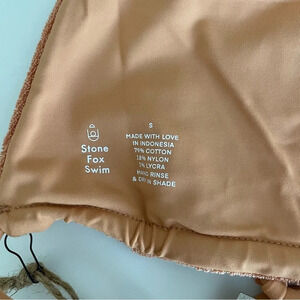 Stone
Fox
Swim
S
MADE WITH LOVE
IN INDONESIA
79% COTTON
18% NYLON
3% LYCRA
HAND RINSE
& DRY IN SHADE